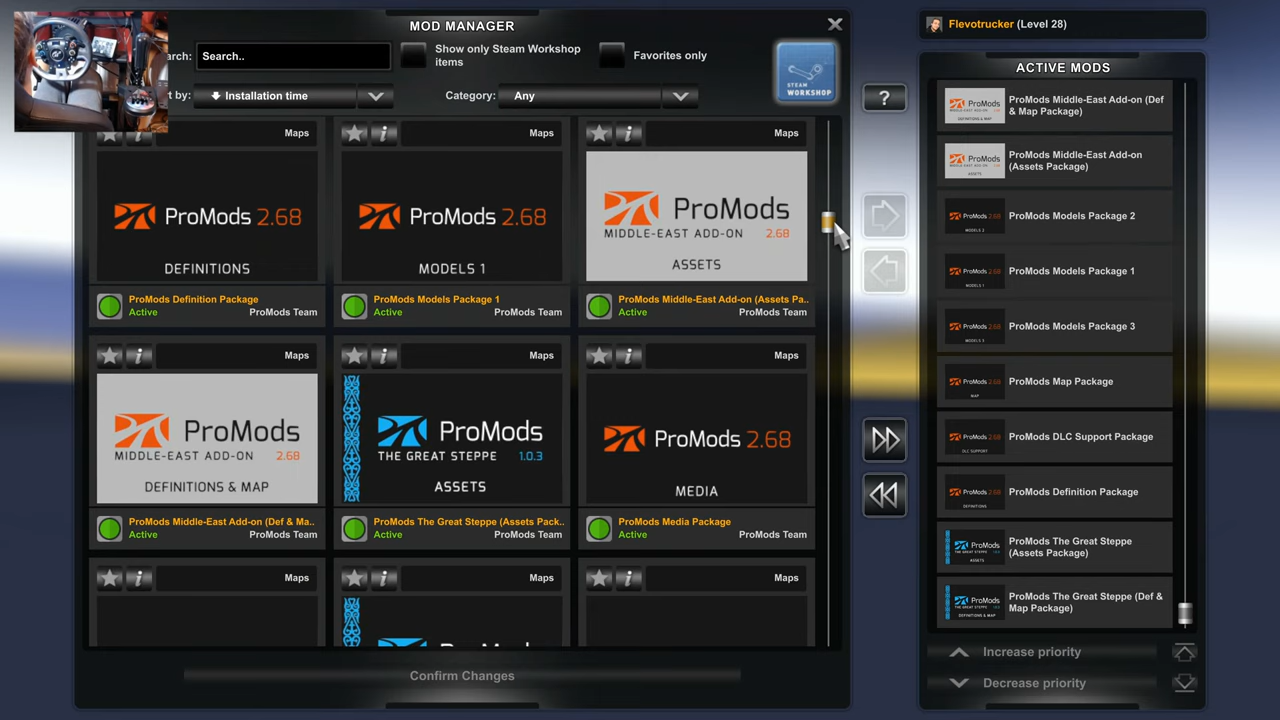 MOD MANAGER
Search..
Show only Steam Workshop
items
Favorites only
STEAM
WORKSHOP
Installation time
Category:
Any
?
Maps
Maps
Maps
ProMods 2.68
DEFINITIONS
ProMods Definition Package
Active
ProMods Team
ProMods 2.68
MODELS 1
ProMods Models Package 1
Active
ProMods Team
ProMods
MIDDLE-EAST ADD-ON 2.68
ASSETS
ProMods Middle-East Add-on (Assets Pa..
Active
ProMods Team
Maps
Maps
Maps
ProMods
MIDDLE-EAST ADD-ON 2.68
DEFINITIONS & MAP
ProMods Middle-East Add-on (Def & Ma..
Active
ProMods Team
ProMods
THE GREAT STEPPE 1.0.3
ASSETS
ProMods The Great Steppe (Assets Pack..
Active
ProMods Team
ProMods 2.68
MEDIA
ProMods Media Package
Active
ProMods Team
Maps
Maps
Maps
Confirm Changes
Flevotrucker (Level 28)
ACTIVE MODS
ProMods Middle-East Add-on (Def
& Map Package)
ProMods Middle-East Add-on
(Assets Package)
ProMods Models Package 2
ProMods Models Package 1
ProMods Models Package 3
ProMods Map Package
ProMods DLC Support Package
ProMods Definition Package
ProMods The Great Steppe
(Assets Package)
ProMods The Great Steppe (Def &
Map Package)
Increase priority
Decrease priority